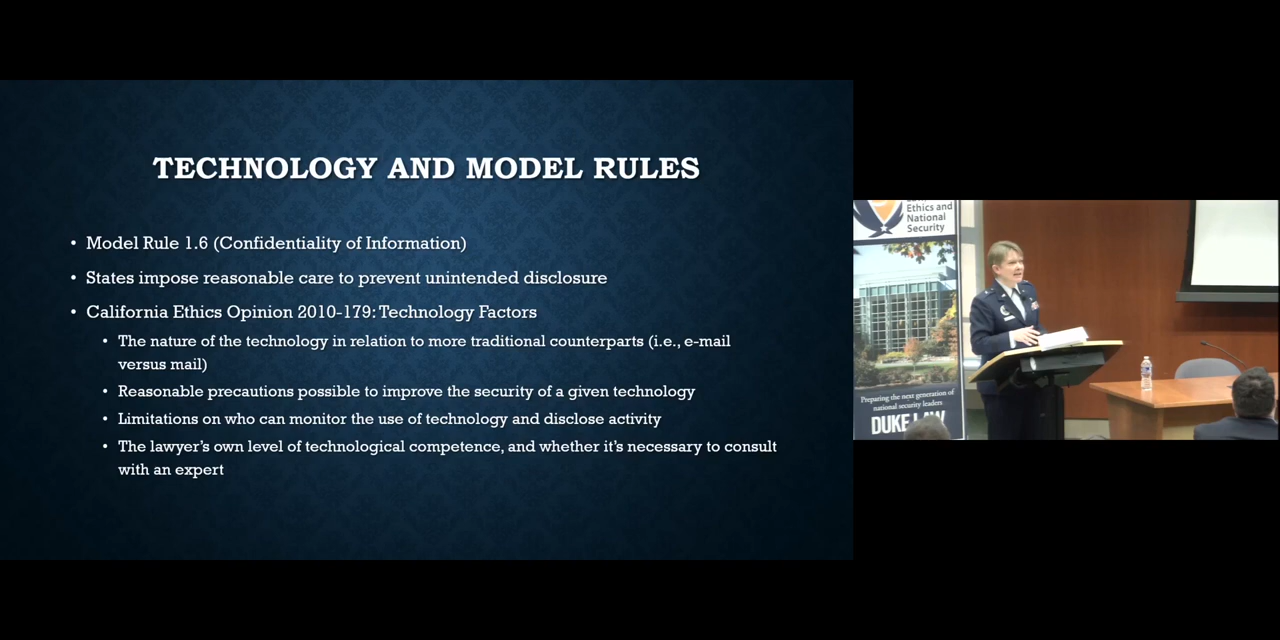 TECHNOLOGY AND MODEL RULES
• Model Rule 1.6 (Confidentiality of Information)
• States impose reasonable care to prevent unintended disclosure
• California Ethics Opinion 2010-179: Technology Factors
• The nature of the technology in relation to more traditional counterparts (i.e., e-mail
versus mail)
• Reasonable precautions possible to improve the security of a given technology
• Limitations on who can monitor the use of technology and disclose activity
• The lawyer's own level of technological competence, and whether it's necessary to consult
with an expert
Ethics and
National
Security
Preparing the next generation of
national security leaders
DUKE LAW